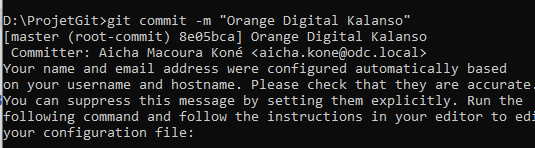 D:\ProjetGit>git commit -m "Orange Digital Kalanso"
[master (root-commit) 8e05bca] Orange Digital Kalanso
 Committer: Aicha Macoura Koné <aicha.kone@odc.local>
Your name and email address were configured automatically based
on your username and hostname. Please check that they are accurate.
You can suppress this message by setting them explicitly. Run the
following command and follow the instructions in your editor to edi
your configuration file: